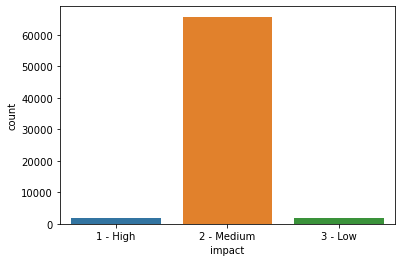 60000
50000
40000
30000
20000
10000
0
count
1 - High
2 - Medium
3 - Low
impact